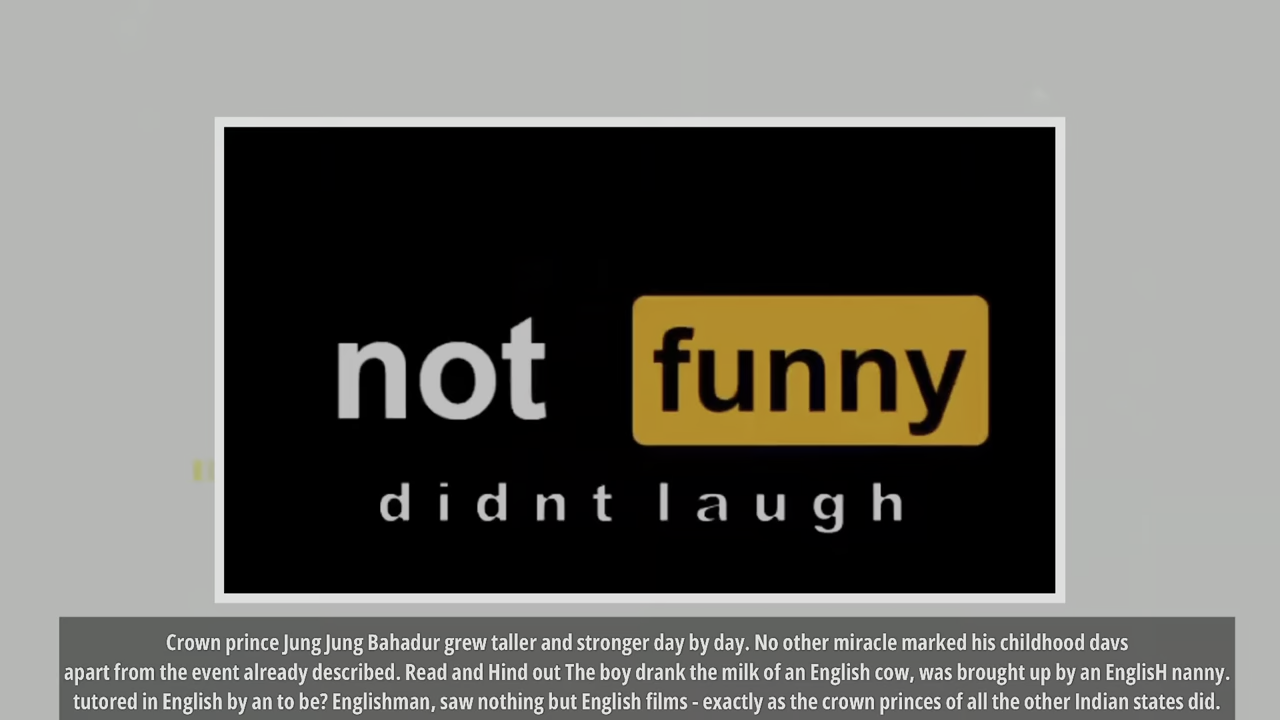 not funny
didnt laugh
Crown prince Jung Jung Bahadur grew taller and stronger day by day. No other miracle marked his childhood davs
apart from the event already described. Read and Hind out The boy drank the milk of an English cow, was brought up by an EnglisH nanny.
tutored in English by an to be? Englishman, saw nothing but English films - exactly as the crown princes of all the other Indian states did.